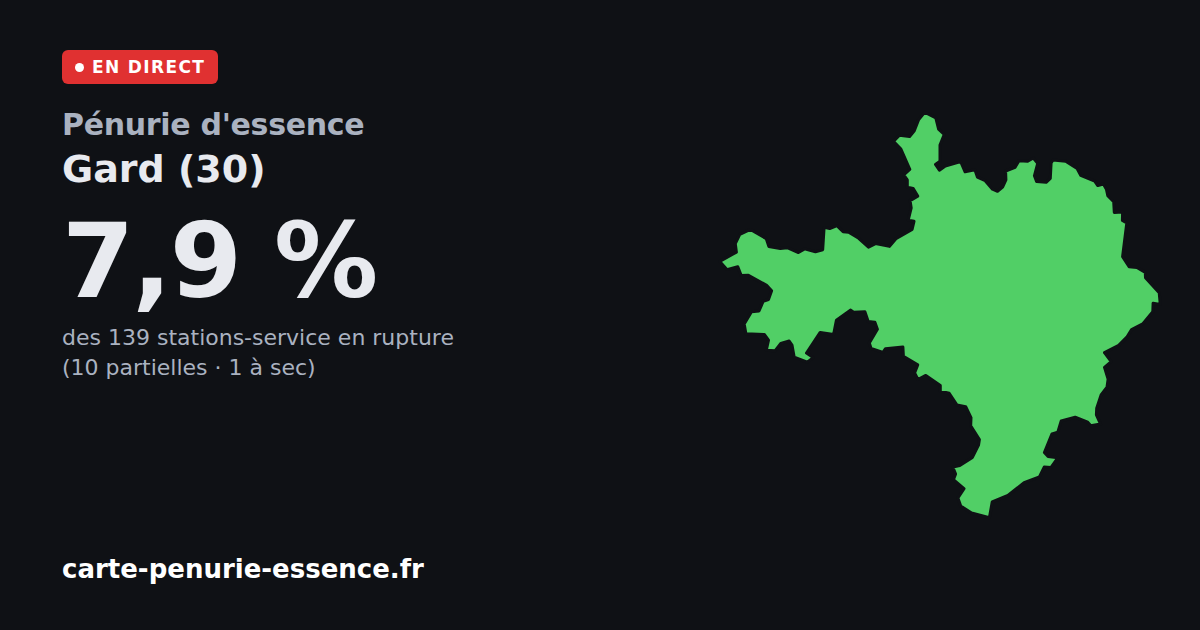 EN DIRECT
Pénurie d'essence
Gard (30)
7,9 %
des 139 stations-service en rupture
(10 partielles · 1 à sec)
carte-penurie-essence.fr